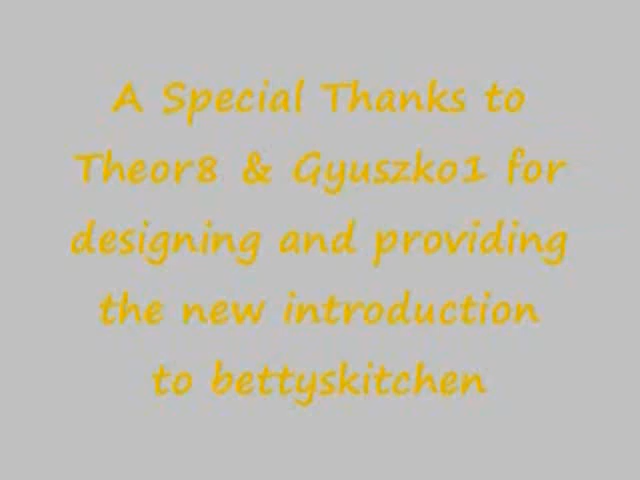 A Special Thanks to
Theor8 & Gyuszko1 for
designing and providing
the new introduction
to bettyskitchen